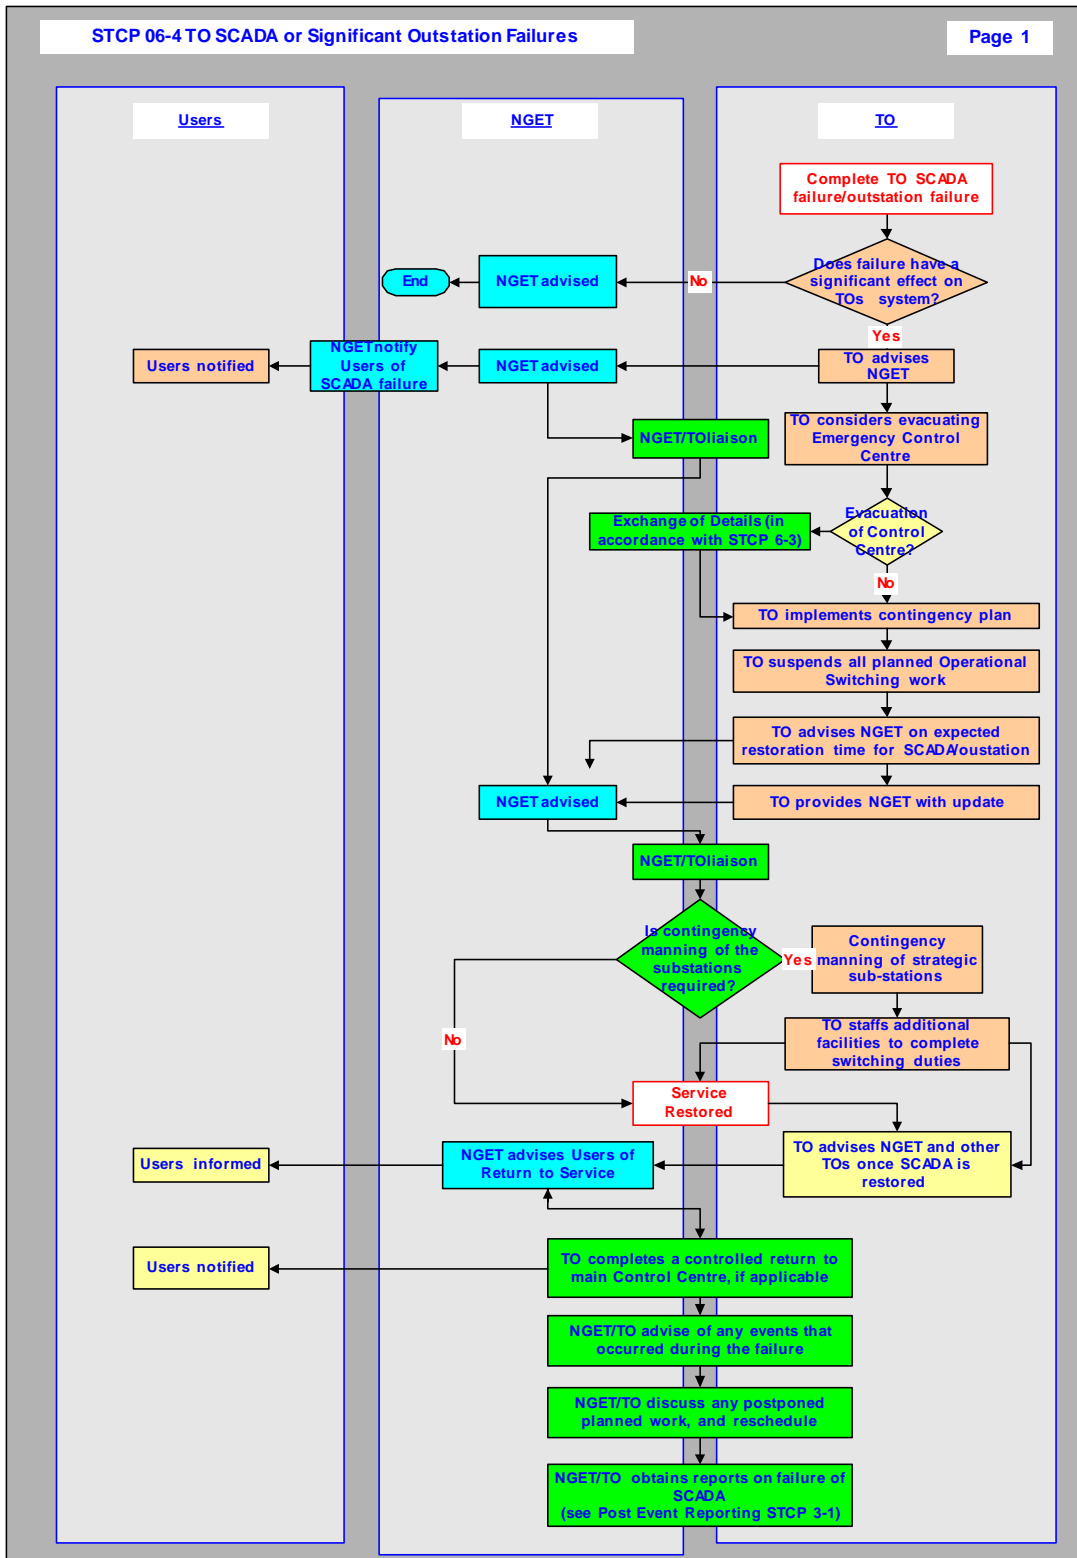 STCP 06-4 TO SCADA or Significant Outstation Failures
Page 1
Users
NGET
TO
Complete TO SCADA
failure/outstation failure
Does failure have a
significant effect on
TOs system?
No
NGET advised
End
Yes
TO advises
NGET
NGET advised
NGET notify
Users of
SCADA failure
Users notified
TO considers evacuating
Emergency Control
Centre
NGET/TO liaison
Evacuation
of Control
Centre?
Exchange of Details (in
accordance with STCP 6-3)
No
TO implements contingency plan
TO suspends all planned Operational
Switching work
TO advises NGET on expected
restoration time for SCADA/oustation
NGET advised
TO provides NGET with update
NGET/TO liaison
Is contingency
manning of the
substations
required?
Yes
Contingency
manning of strategic
sub-stations
TO staffs additional
facilities to complete
switching duties
No
Service
Restored
TO advises NGET and other
TOs once SCADA is
restored
NGET advises Users of
Return to Service
Users informed
TO completes a controlled return to
main Control Centre, if applicable
Users notified
NGET/TO advise of any events that
occurred during the failure
NGET/TO discuss any postponed
planned work, and reschedule
NGET/TO obtains reports on failure of
SCADA
(see Post Event Reporting STCP 3-1)